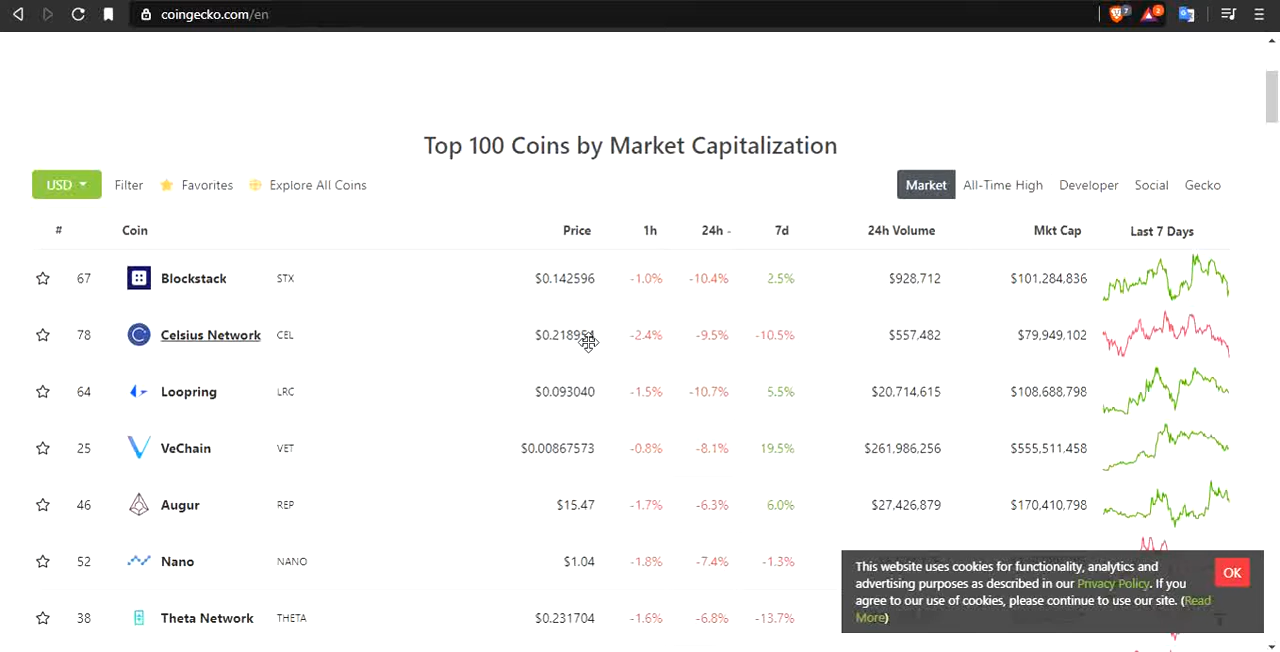 coingecko.com/en
7
2
Top 100 Coins by Market Capitalization
USD Filter Favorites Explore All Coins Market All-Time High Developer Social Gecko
# Coin Price 1h 24h 7d 24h Volume Mkt Cap Last 7 Days
67 Blockstack STX $0.142596 -1.0% -10.4% 2.5% $928,712 $101,284,836
78 Celsius Network CEL $0.218954 -2.4% -9.5% -10.5% $557,482 $79,949,102
64 Loopring LRC $0.093040 -1.5% -10.7% 5.5% $20,714,615 $108,688,798
25 VeChain VET $0.00867573 -0.8% -8.1% 19.5% $261,986,256 $555,511,458
46 Augur REP $15.47 -1.7% -6.3% 6.0% $27,426,879 $170,410,798
52 Nano NANO $1.04 -1.8% -7.4% -1.3%
38 Theta Network THETA $0.231704 -1.6% -6.8% -13.7%
This website uses cookies for functionality, analytics and
advertising purposes as described in our Privacy Policy. If you
agree to our use of cookies, please continue to use our site. (Read
More)
OK